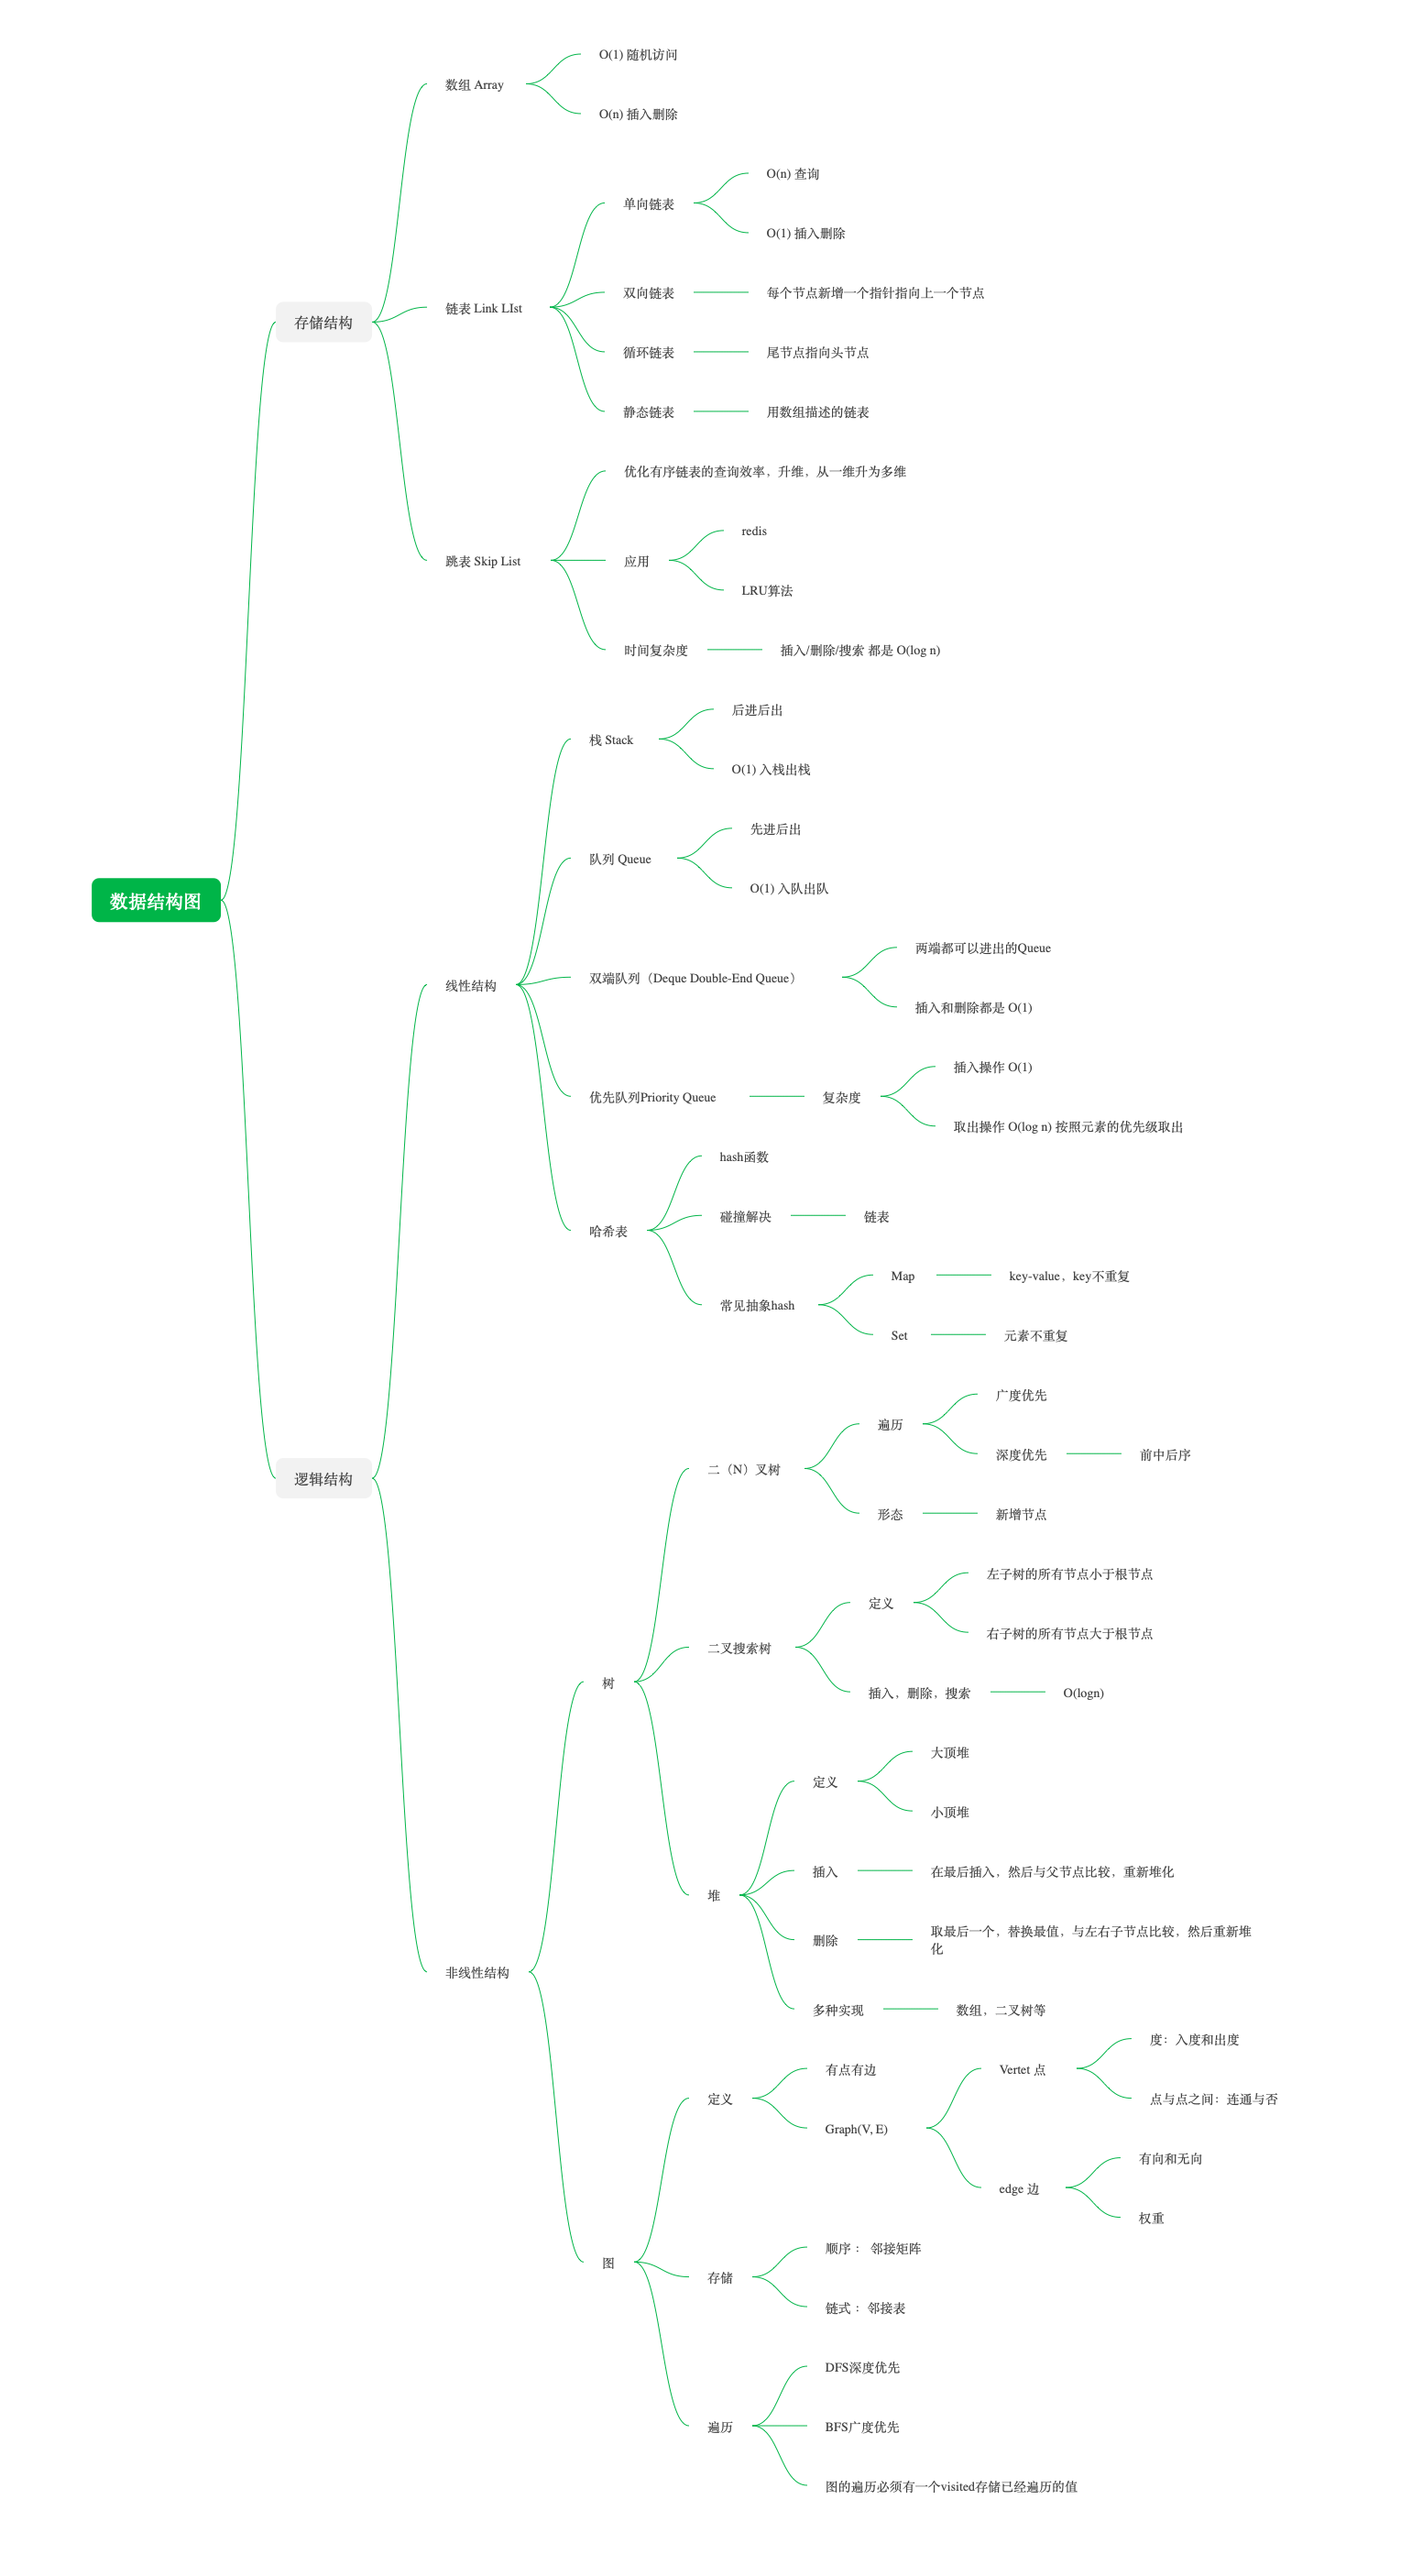 数据结构图
存储结构
数组 Array
O(1) 随机访问
O(n) 插入删除
链表 Link LIst
单向链表
O(n) 查询
O(1) 插入删除
双向链表
每个节点新增一个指针指向上一个节点
循环链表
尾节点指向头节点
静态链表
用数组描述的链表
跳表 Skip List
优化有序链表的查询效率，升维，从一维升为多维
应用
redis
LRU算法
时间复杂度
插入/删除/搜索 都是 O(log n)
逻辑结构
线性结构
栈 Stack
后进后出
O(1) 入栈出栈
队列 Queue
先进后出
O(1) 入队出队
双端队列（Deque Double-End Queue）
两端都可以进出的Queue
插入和删除都是 O(1)
优先队列Priority Queue
复杂度
插入操作 O(1)
取出操作 O(log n) 按照元素的优先级取出
哈希表
hash函数
碰撞解决
链表
常见抽象hash
Map
key-value，key不重复
Set
元素不重复
非线性结构
树
二（N）叉树
遍历
广度优先
深度优先
前中后序
形态
新增节点
二叉搜索树
定义
左子树的所有节点小于根节点
右子树的所有节点大于根节点
插入，删除，搜索
O(logn)
堆
定义
大顶堆
小顶堆
插入
在最后插入，然后与父节点比较，重新堆化
删除
取最后一个，替换最值，与左右子节点比较，然后重新堆
化
多种实现
数组，二叉树等
图
定义
有点有边
Graph(V, E)
Vertet 点
度：入度和出度
点与点之间：连通与否
edge 边
有向和无向
权重
存储
顺序： 邻接矩阵
链式：邻接表
遍历
DFS深度优先
BFS广度优先
图的遍历必须有一个visited存储已经遍历的值